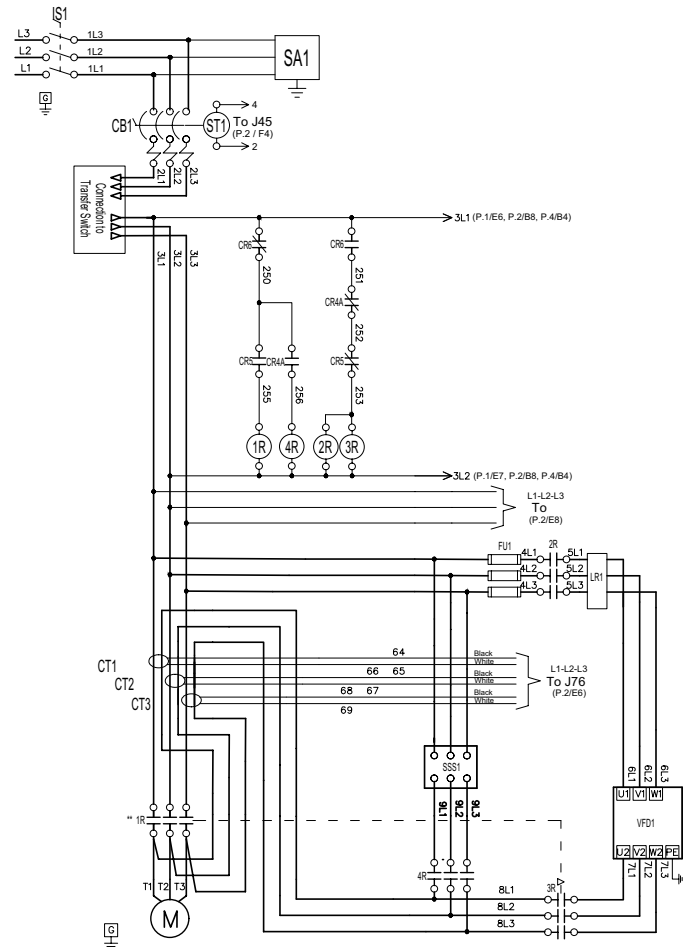 IS1
L3 1L3
L2 1L2
L1 1L1
SA1
G
CB1
ST1
4
To J45
(P.2 / F4)
2
2L1
2L2
2L3
Connection to
Transfer Switch
3L1 (P.1/E6, P.2/B8, P.4/B4)
3L1
3L2
3L3
CR6
250
CR6
251
CR4A
252
CR5
255
CR4A
256
CR5
253
1R
4R
2R
3R
3L2 (P.1/E7, P.2/B8, P.4/B4)
L1-L2-L3
To
(P.2/E8)
FU1
2R
4L1 5L1
4L2 5L2
4L3 5L3
LR1
CT1
CT2
CT3
64
Black
White
66 65
Black
White
68 67
Black
White
69
L1-L2-L3
To J76
(P.2/E6)
SSS1
9L1
9L2
9L3
6L1
6L2
6L3
U1 V1 W1
VFD1
U2 V2 W2 PE
7L1
7L2
7L3
** 1R
4R
3R
8L1
8L2
8L3
T1 T2 T3
M
G